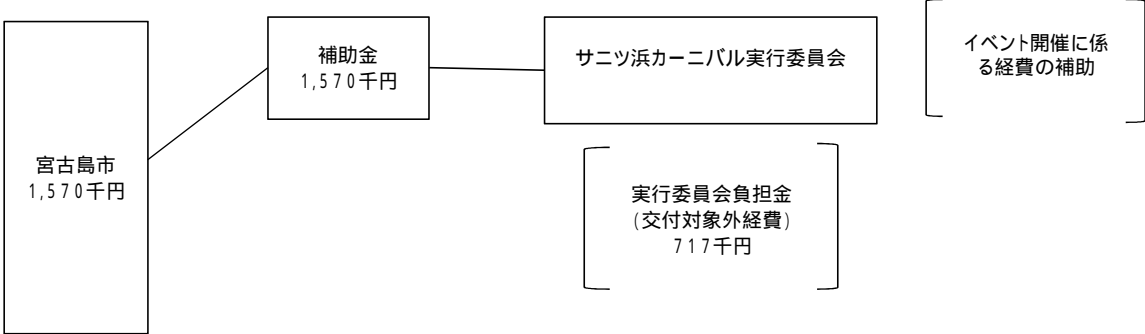 宮古島市
1,570千円
補助金
1,570千円
サニツ浜カーニバル実行委員会
イベント開催に係
る経費の補助
実行委員会負担金
(交付対象外経費)
717千円